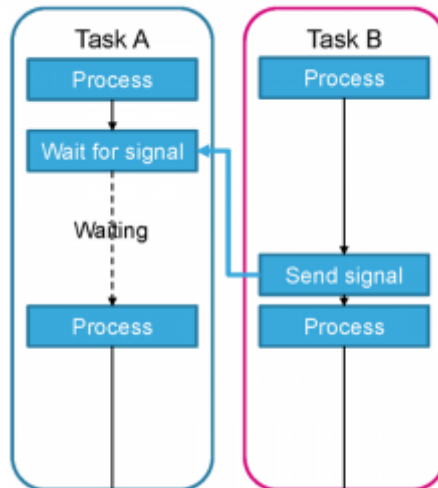 Task A
Process
Wait for signal
Waiting
Process
Task B
Process
Send signal
Process